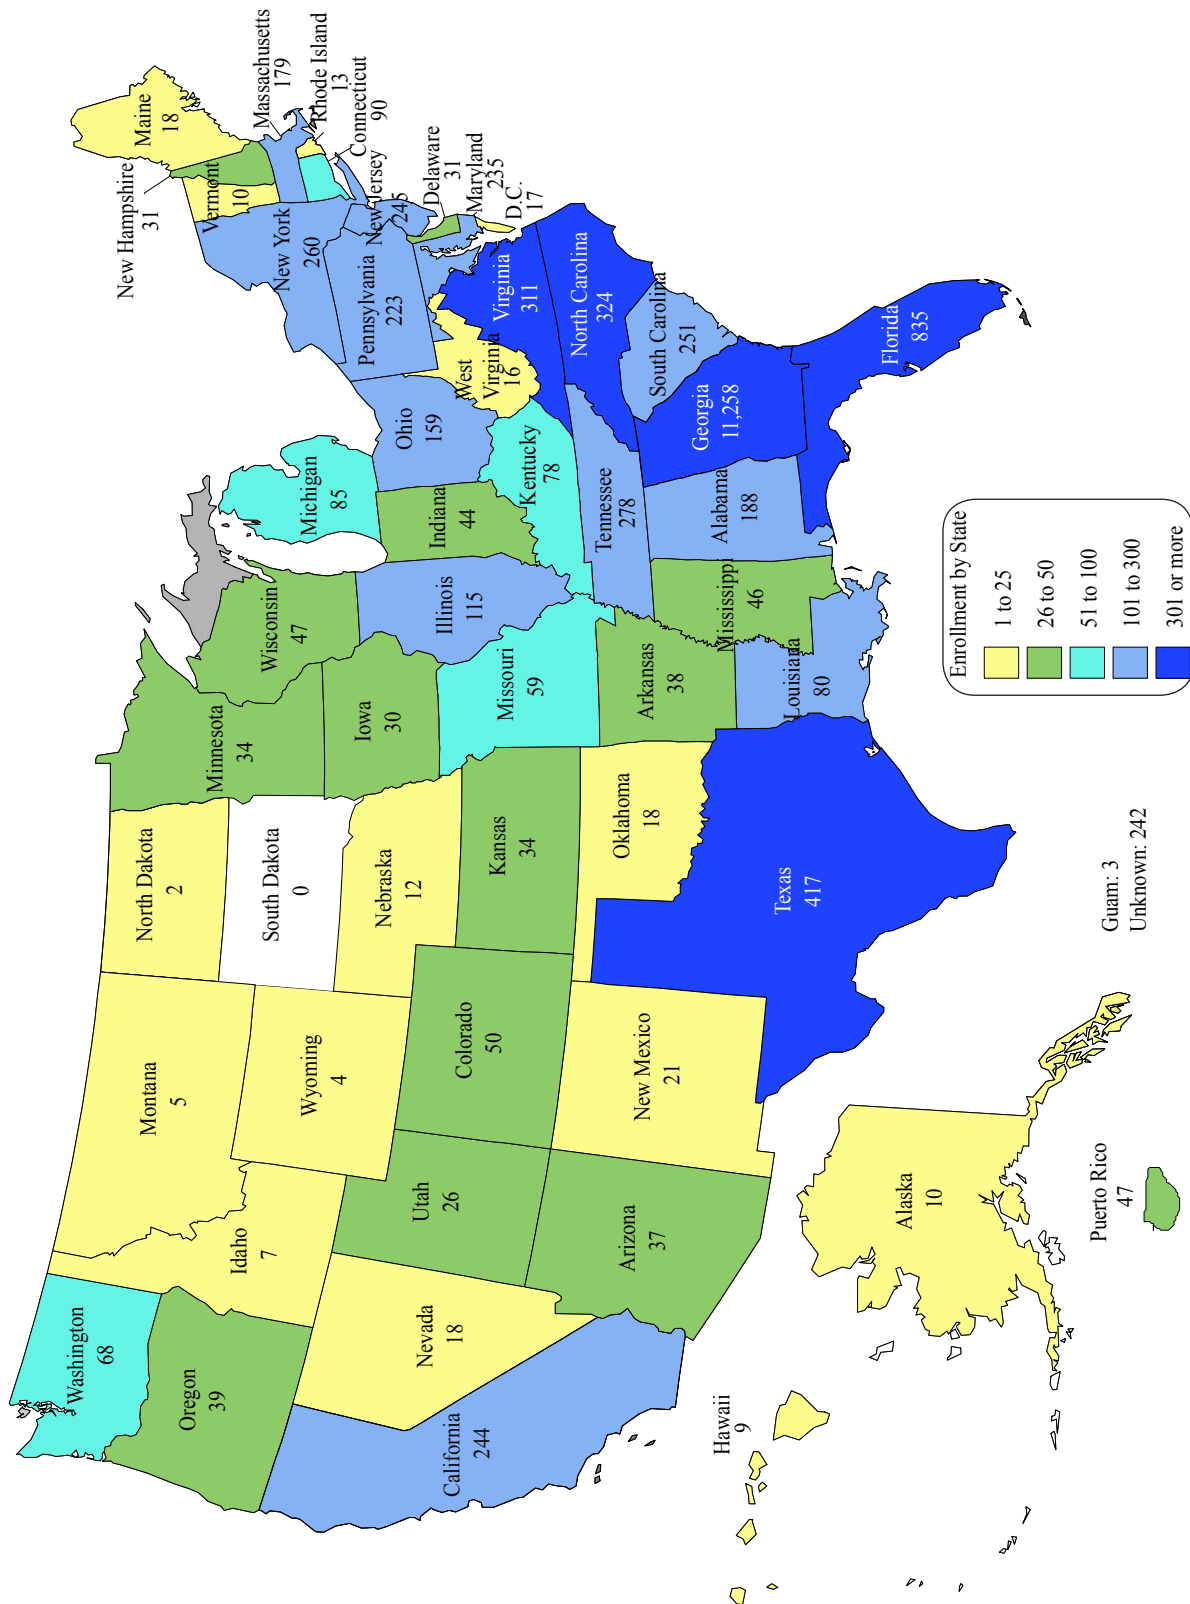 Washington
68
Oregon
39
California
244
Nevada
18
Idaho
7
Montana
5
Wyoming
4
Utah
26
Arizona
37
Colorado
50
New Mexico
21
North Dakota
2
South Dakota
0
Nebraska
12
Kansas
34
Oklahoma
18
Texas
417
Minnesota
34
Iowa
30
Missouri
59
Arkansas
38
Louisiana
80
Wisconsin
47
Illinois
115
Mississippi
46
Michigan
85
Indiana
44
Kentucky
78
Tennessee
278
Alabama
188
Ohio
159
West
Virginia
16
Georgia
11,258
Florida
835
South Carolina
251
North Carolina
324
Virginia
311
Pennsylvania
223
New York
260
Vermont
10
New Hampshire
31
Maine
18
Massachusetts
179
Rhode Island
13
Connecticut
90
New Jersey
245
Delaware
31
Maryland
235
D.C.
17
Hawaii
9
Alaska
10
Puerto Rico
47
Guam: 3
Unknown: 242
Enrollment by State
1 to 25
26 to 50
51 to 100
101 to 300
301 or more